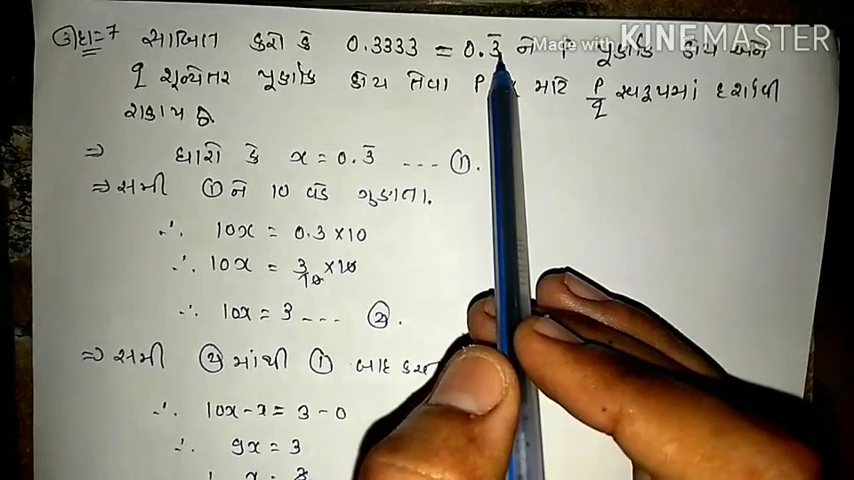 Made with KINEMASTER
ઉદા=7 સાબિત કરો કે 0.3333 = 0.3̅ ને પૂર્ણાંક હોય અને
q શૂન્યેતર પૂર્ણાંક હોય તેવા P માટે P/q સ્વરૂપમાં દર્શાવી
શકાય છે.
⇒ ધારો કે x = 0.3̅ ---- ①.
⇒ સમી ① ને 10 વડે ગુણતા.
∴ 10x = 0.3 × 10
∴ 10x = 3/10 × 10
∴ 10x = 3 --- ②.
⇒ સમી ② માંથી ① બાદ
∴ 10x - x = 3 - 0
∴ 9x = 3